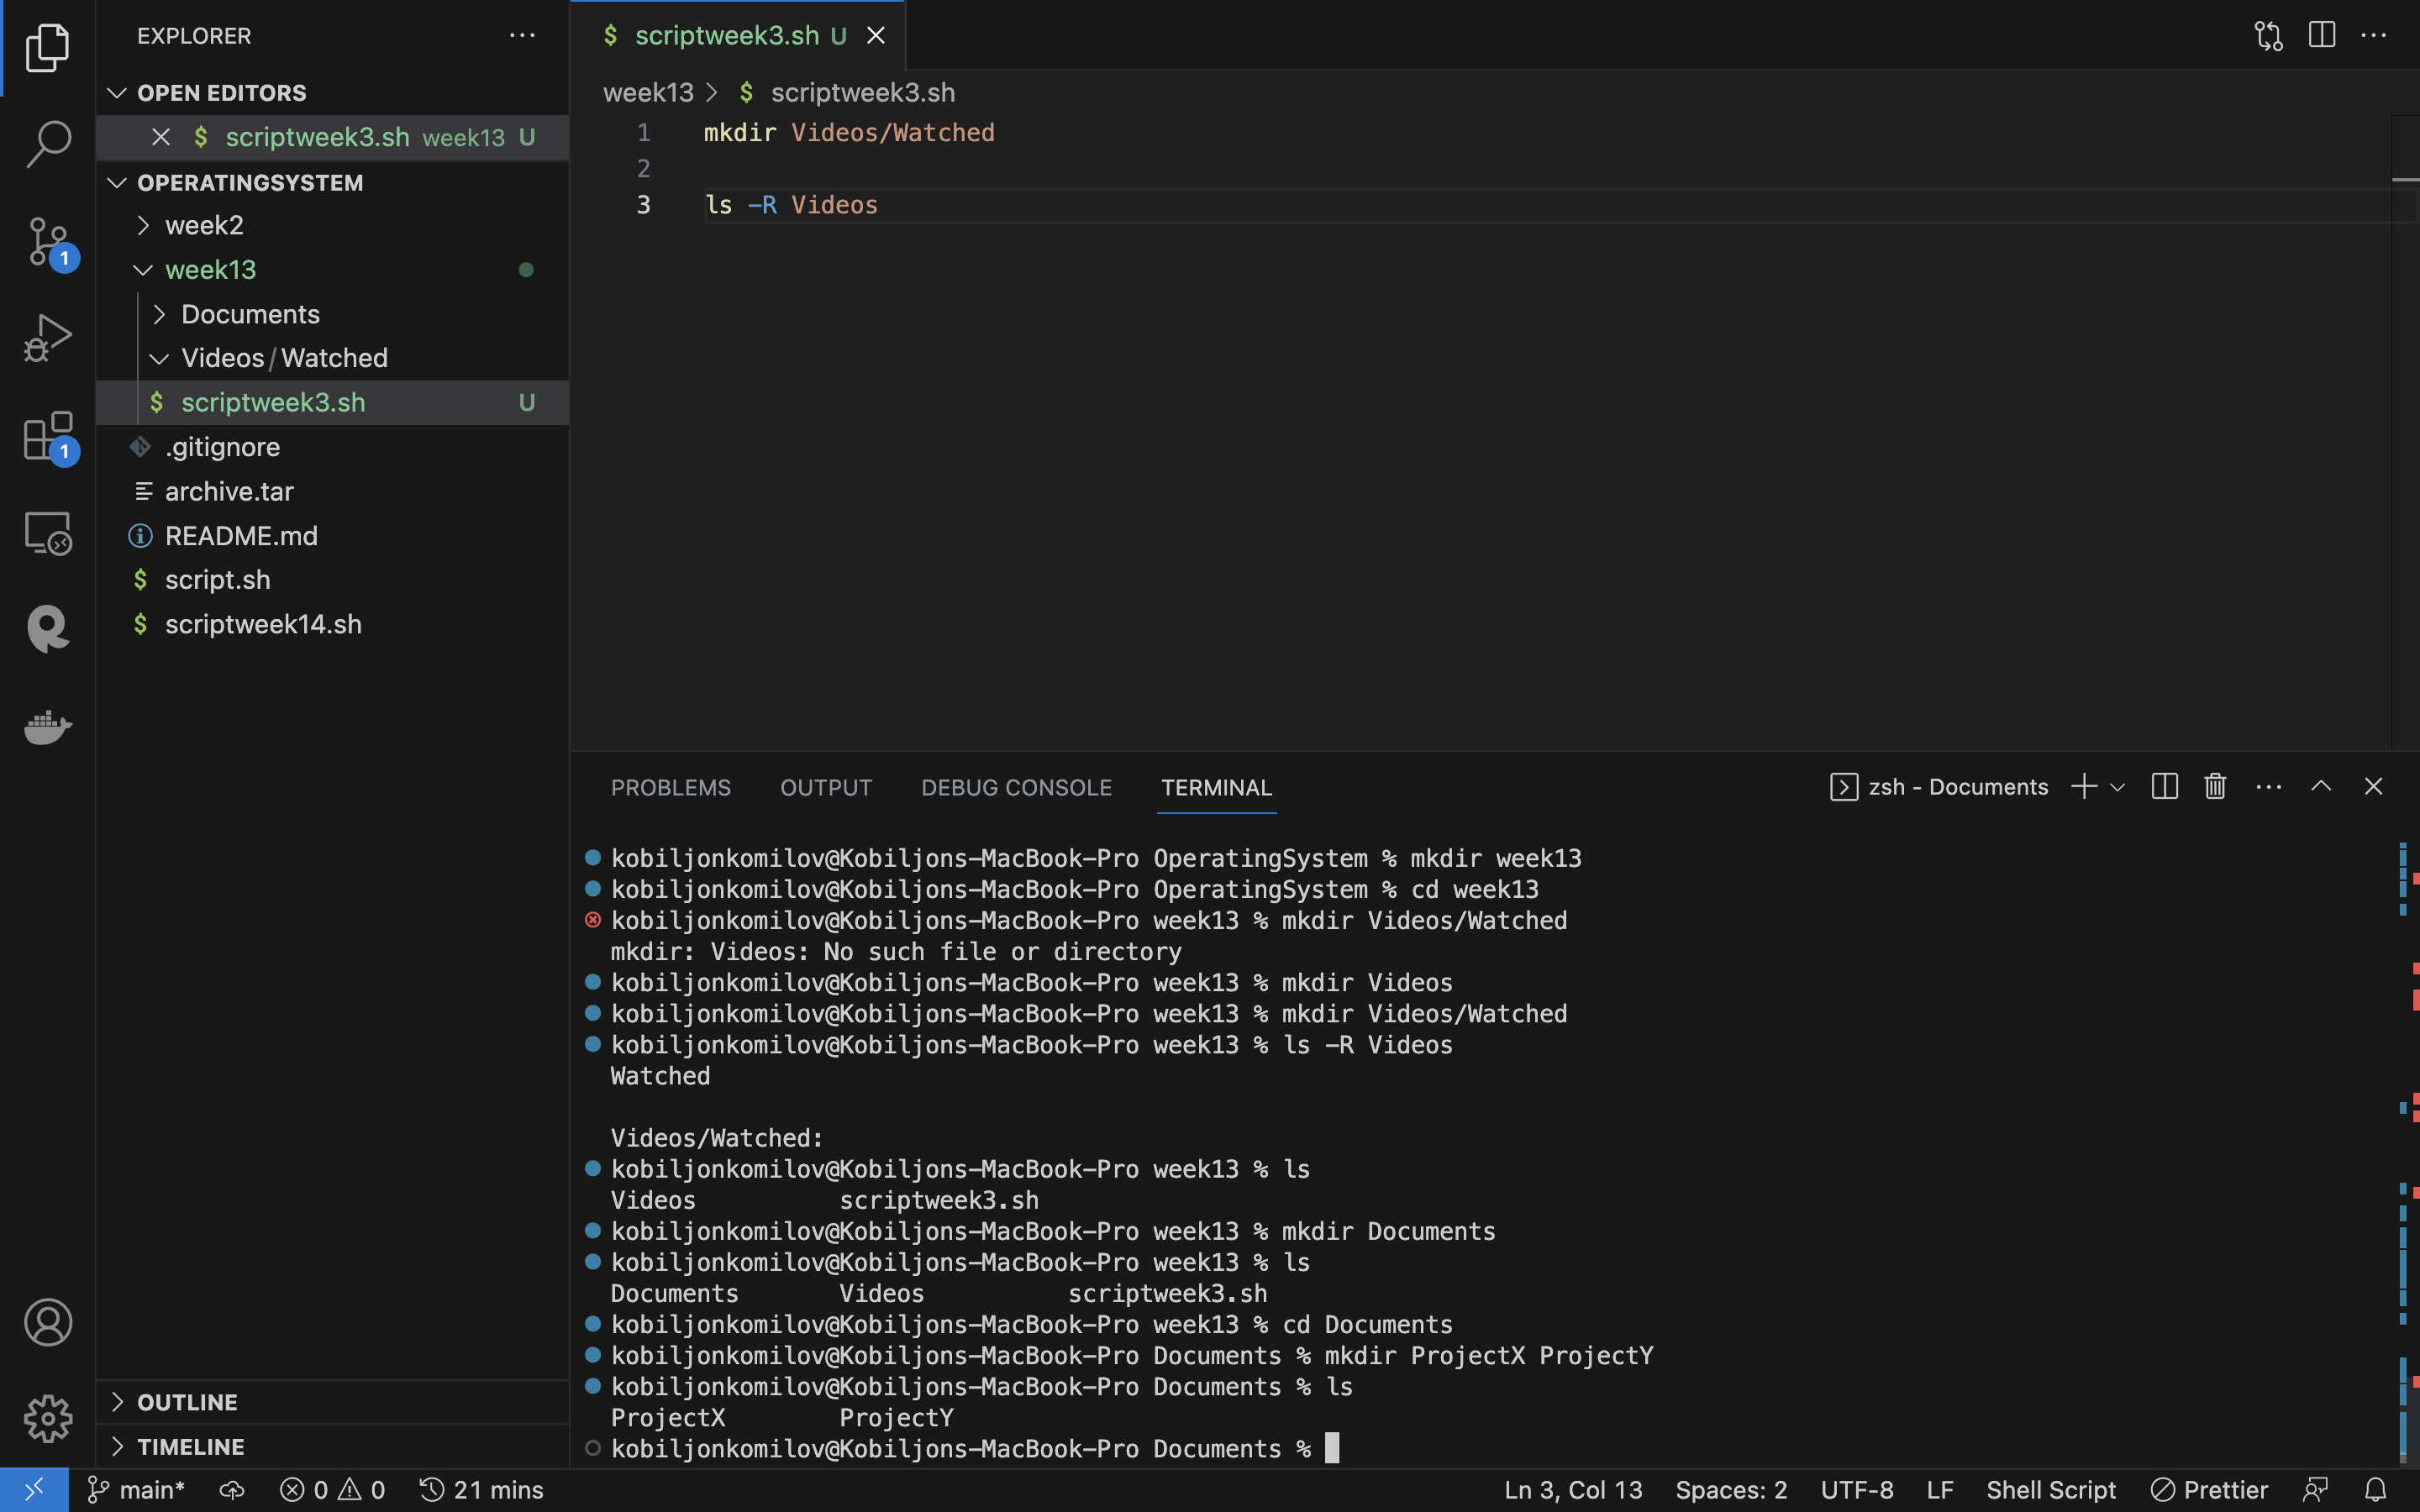 EXPLORER
OPEN EDITORS
scriptweek3.sh week13 U
OPERATINGSYSTEM
week2
week13
Documents
Videos/Watched
scriptweek3.sh U
.gitignore
archive.tar
README.md
script.sh
scriptweek14.sh
OUTLINE
TIMELINE
1
1
scriptweek3.sh U
week13 > $ scriptweek3.sh
1 mkdir Videos/Watched
2
3 ls -R Videos
PROBLEMS OUTPUT DEBUG CONSOLE TERMINAL zsh - Documents
kobiljonkomilov@Kobiljons-MacBook-Pro OperatingSystem % mkdir week13
kobiljonkomilov@Kobiljons-MacBook-Pro OperatingSystem % cd week13
kobiljonkomilov@Kobiljons-MacBook-Pro week13 % mkdir Videos/Watched
mkdir: Videos: No such file or directory
kobiljonkomilov@Kobiljons-MacBook-Pro week13 % mkdir Videos
kobiljonkomilov@Kobiljons-MacBook-Pro week13 % mkdir Videos/Watched
kobiljonkomilov@Kobiljons-MacBook-Pro week13 % ls -R Videos
Watched
Videos/Watched:
kobiljonkomilov@Kobiljons-MacBook-Pro week13 % ls
Videos scriptweek3.sh
kobiljonkomilov@Kobiljons-MacBook-Pro week13 % mkdir Documents
kobiljonkomilov@Kobiljons-MacBook-Pro week13 % ls
Documents Videos scriptweek3.sh
kobiljonkomilov@Kobiljons-MacBook-Pro week13 % cd Documents
kobiljonkomilov@Kobiljons-MacBook-Pro Documents % mkdir ProjectX ProjectY
kobiljonkomilov@Kobiljons-MacBook-Pro Documents % ls
ProjectX ProjectY
kobiljonkomilov@Kobiljons-MacBook-Pro Documents %
main* 0 0 21 mins Ln 3, Col 13 Spaces: 2 UTF-8 LF Shell Script Prettier